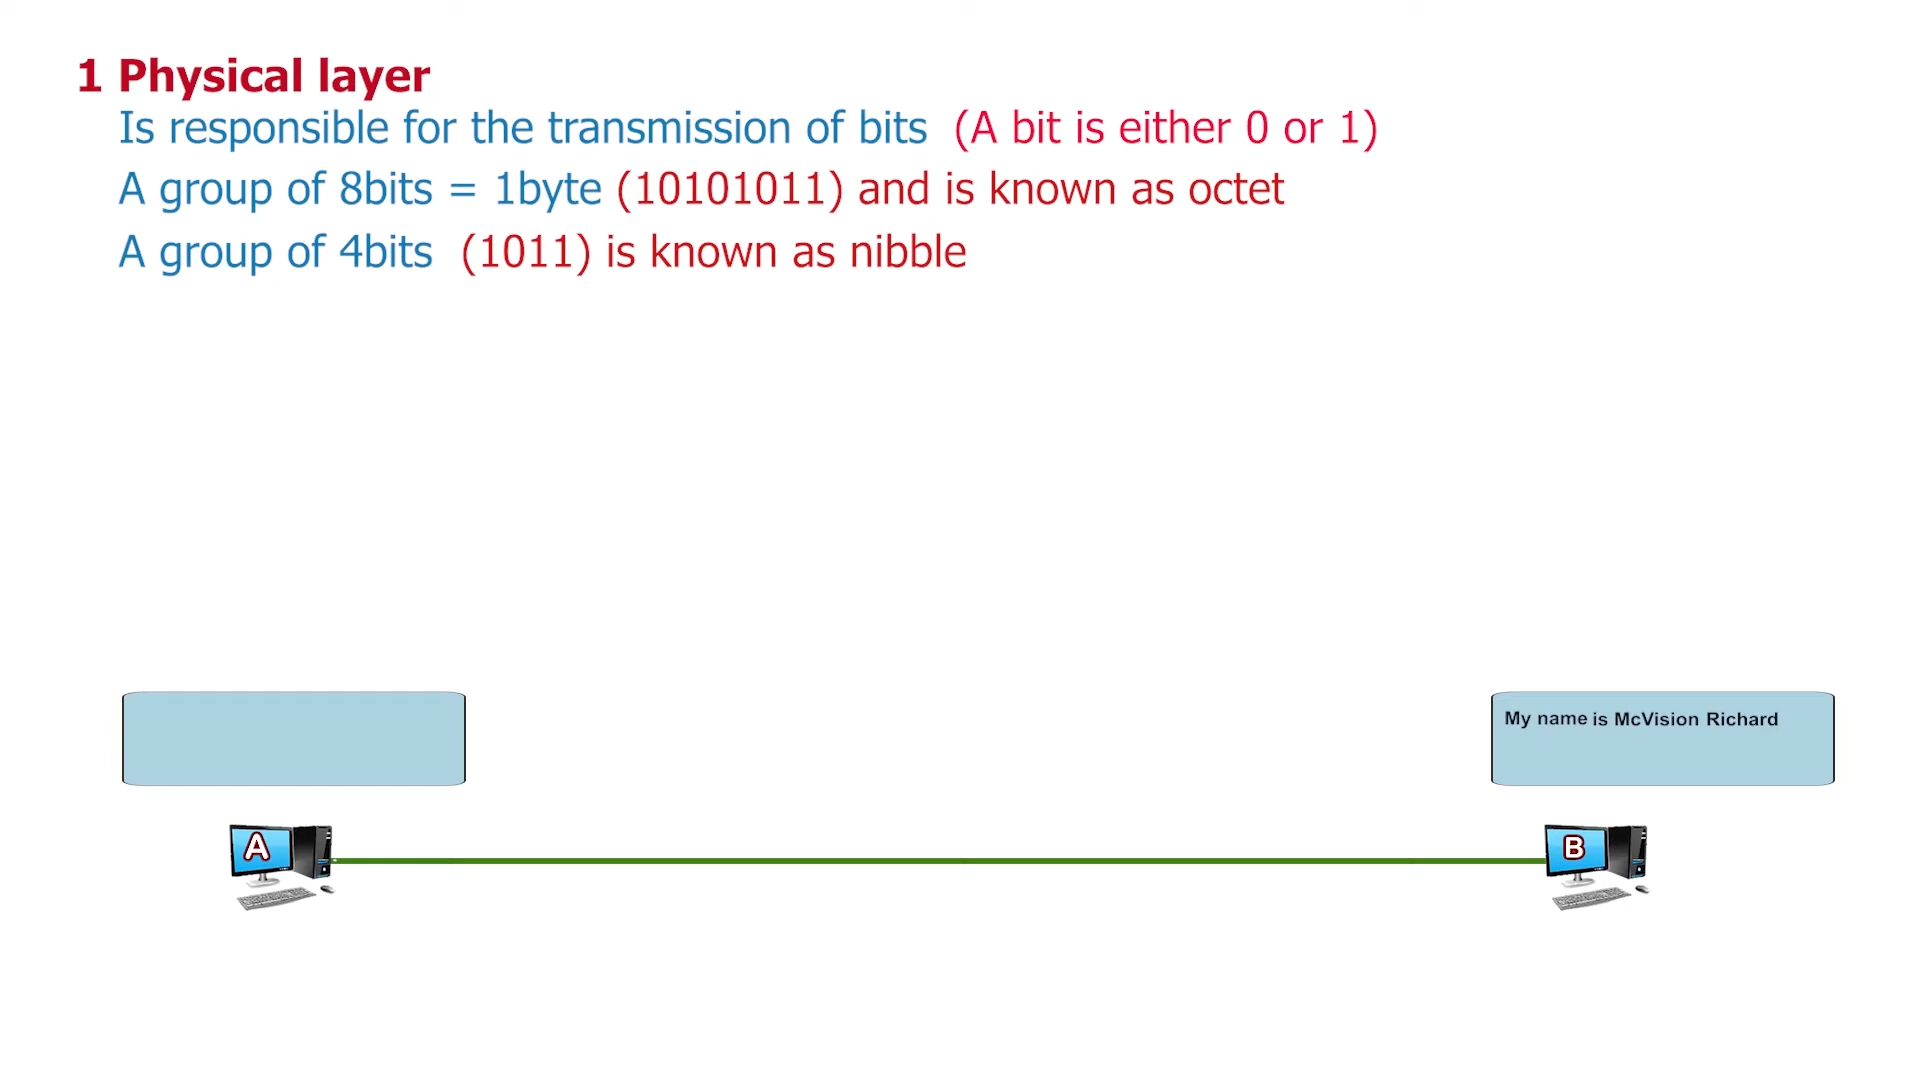 1 Physical layer
Is responsible for the transmission of bits (A bit is either 0 or 1)
A group of 8bits = 1byte (10101011) and is known as octet
A group of 4bits (1011) is known as nibble
My name is McVision Richard
A
B